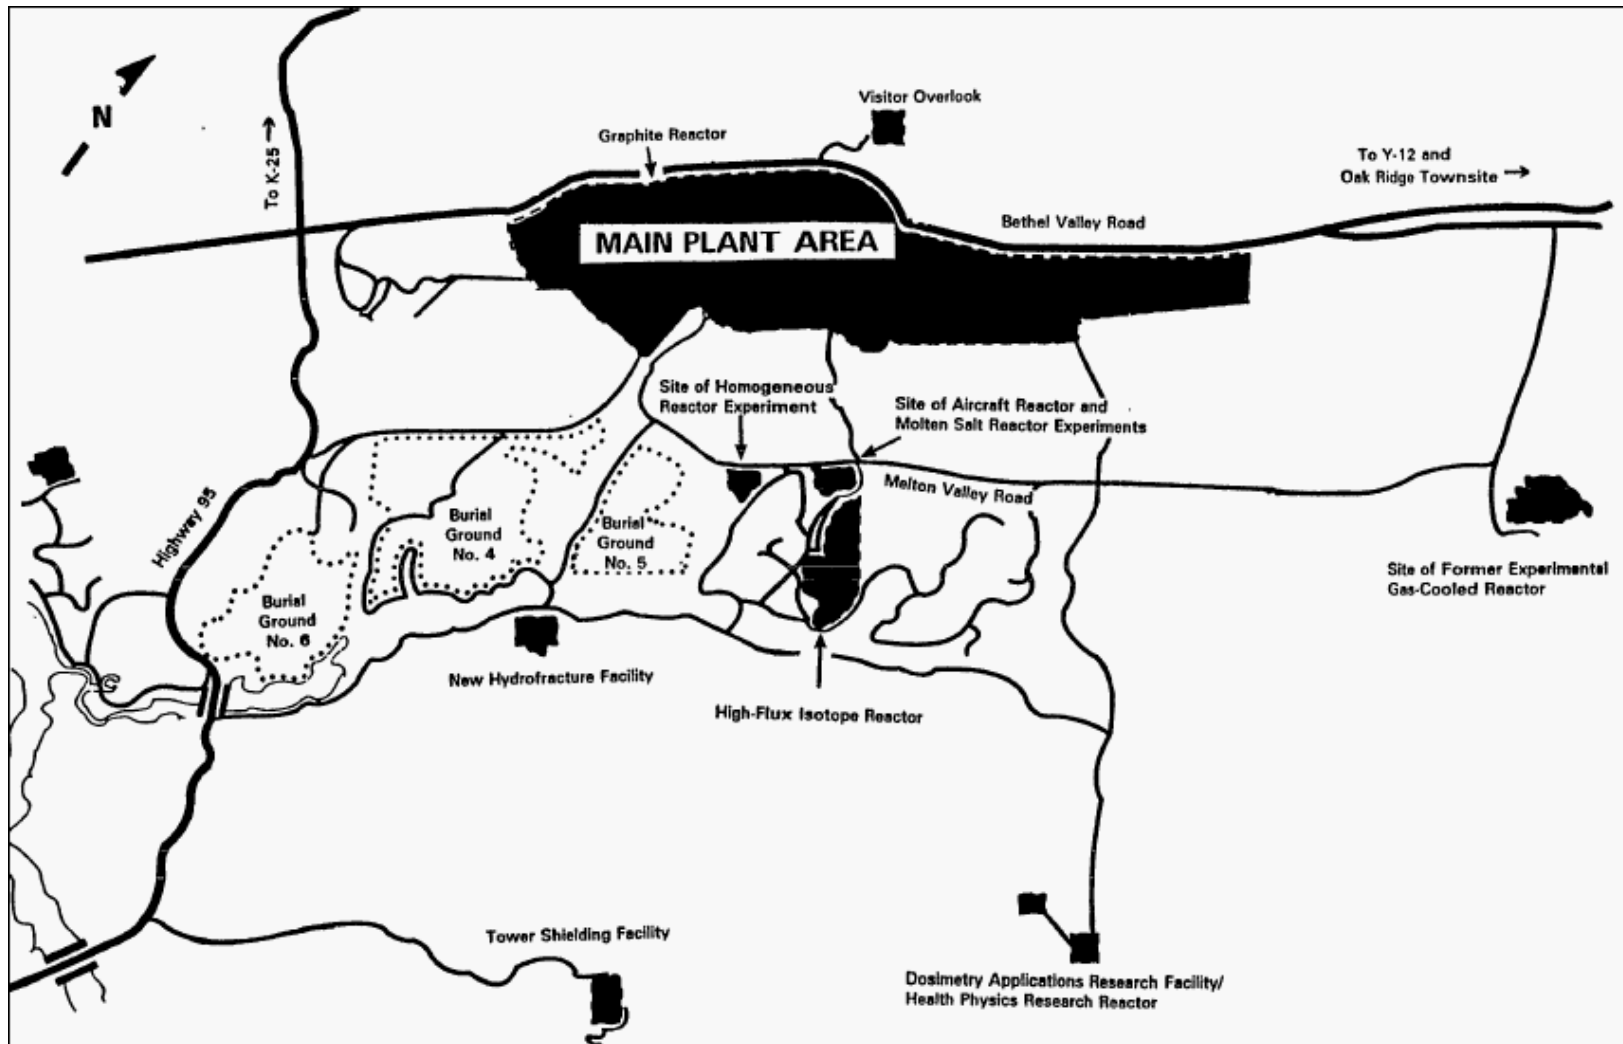 N
To K-25 →
Visitor Overlook
Graphite Reactor
To Y-12 and
Oak Ridge Townsite →
Bethel Valley Road
MAIN PLANT AREA
Site of Homogeneous
Reactor Experiment
Site of Aircraft Reactor and
Molten Salt Reactor Experiments
Melton Valley Road
Highway 95
Burial
Ground
No. 4
Burial
Ground
No. 5
Burial
Ground
No. 6
Site of Former Experimental
Gas-Cooled Reactor
New Hydrofracture Facility
High-Flux Isotope Reactor
Tower Shielding Facility
Dosimetry Applications Research Facility/
Health Physics Research Reactor